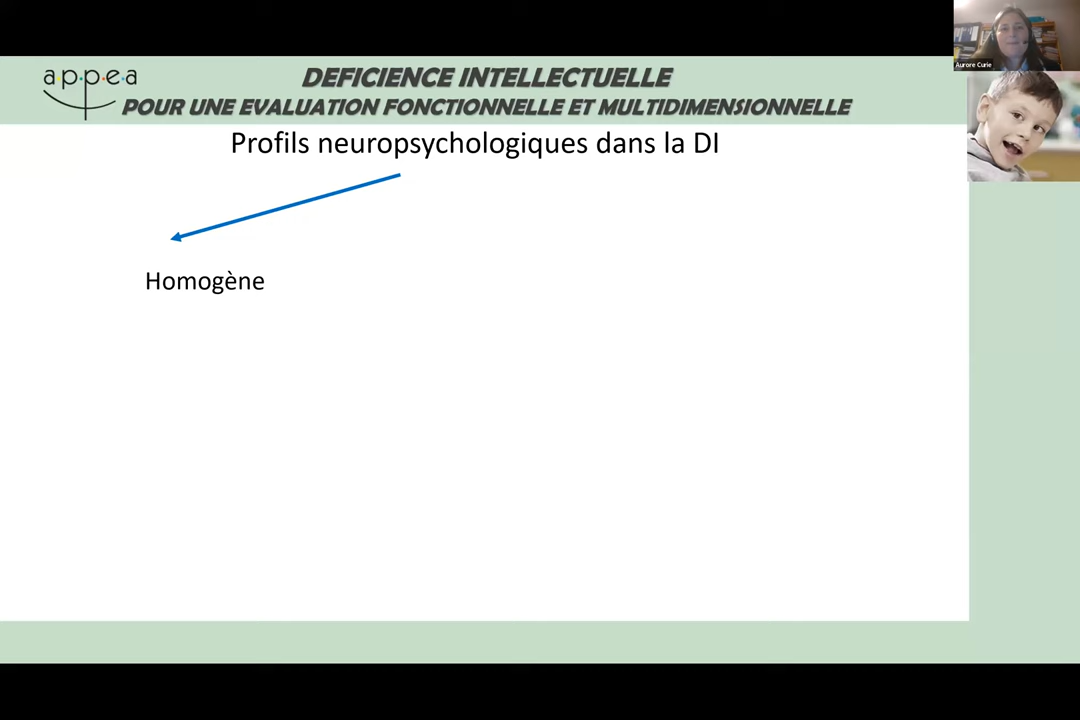 Aurore Curie
appea
DEFICIENCE INTELLECTUELLE
POUR UNE EVALUATION FONCTIONNELLE ET MULTIDIMENSIONNELLE
Profils neuropsychologiques dans la DI
Homogène